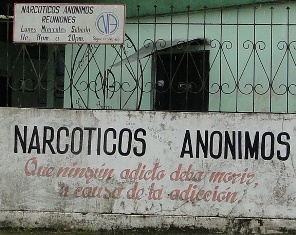 NARCOTICOS ANONIMOS
REUNIONES
Lunes Miercoles Sabado
NARCOTICOS ANONIMOS
Que ningún adicto deba morir,
a causa de la adicción.